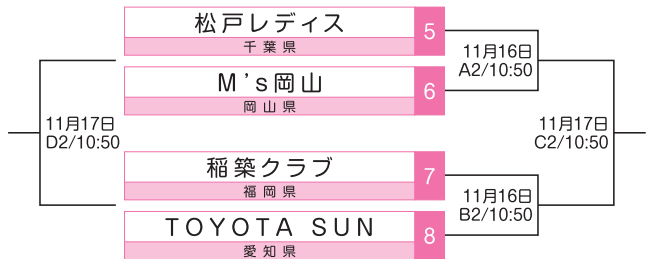 松戸レディス
千葉県
5
M's岡山
岡山県
6
11月16日
A2/10:50
11月17日
D2/10:50
11月17日
C2/10:50
稲築クラブ
福岡県
7
TOYOTA SUN
愛知県
8
11月16日
B2/10:50